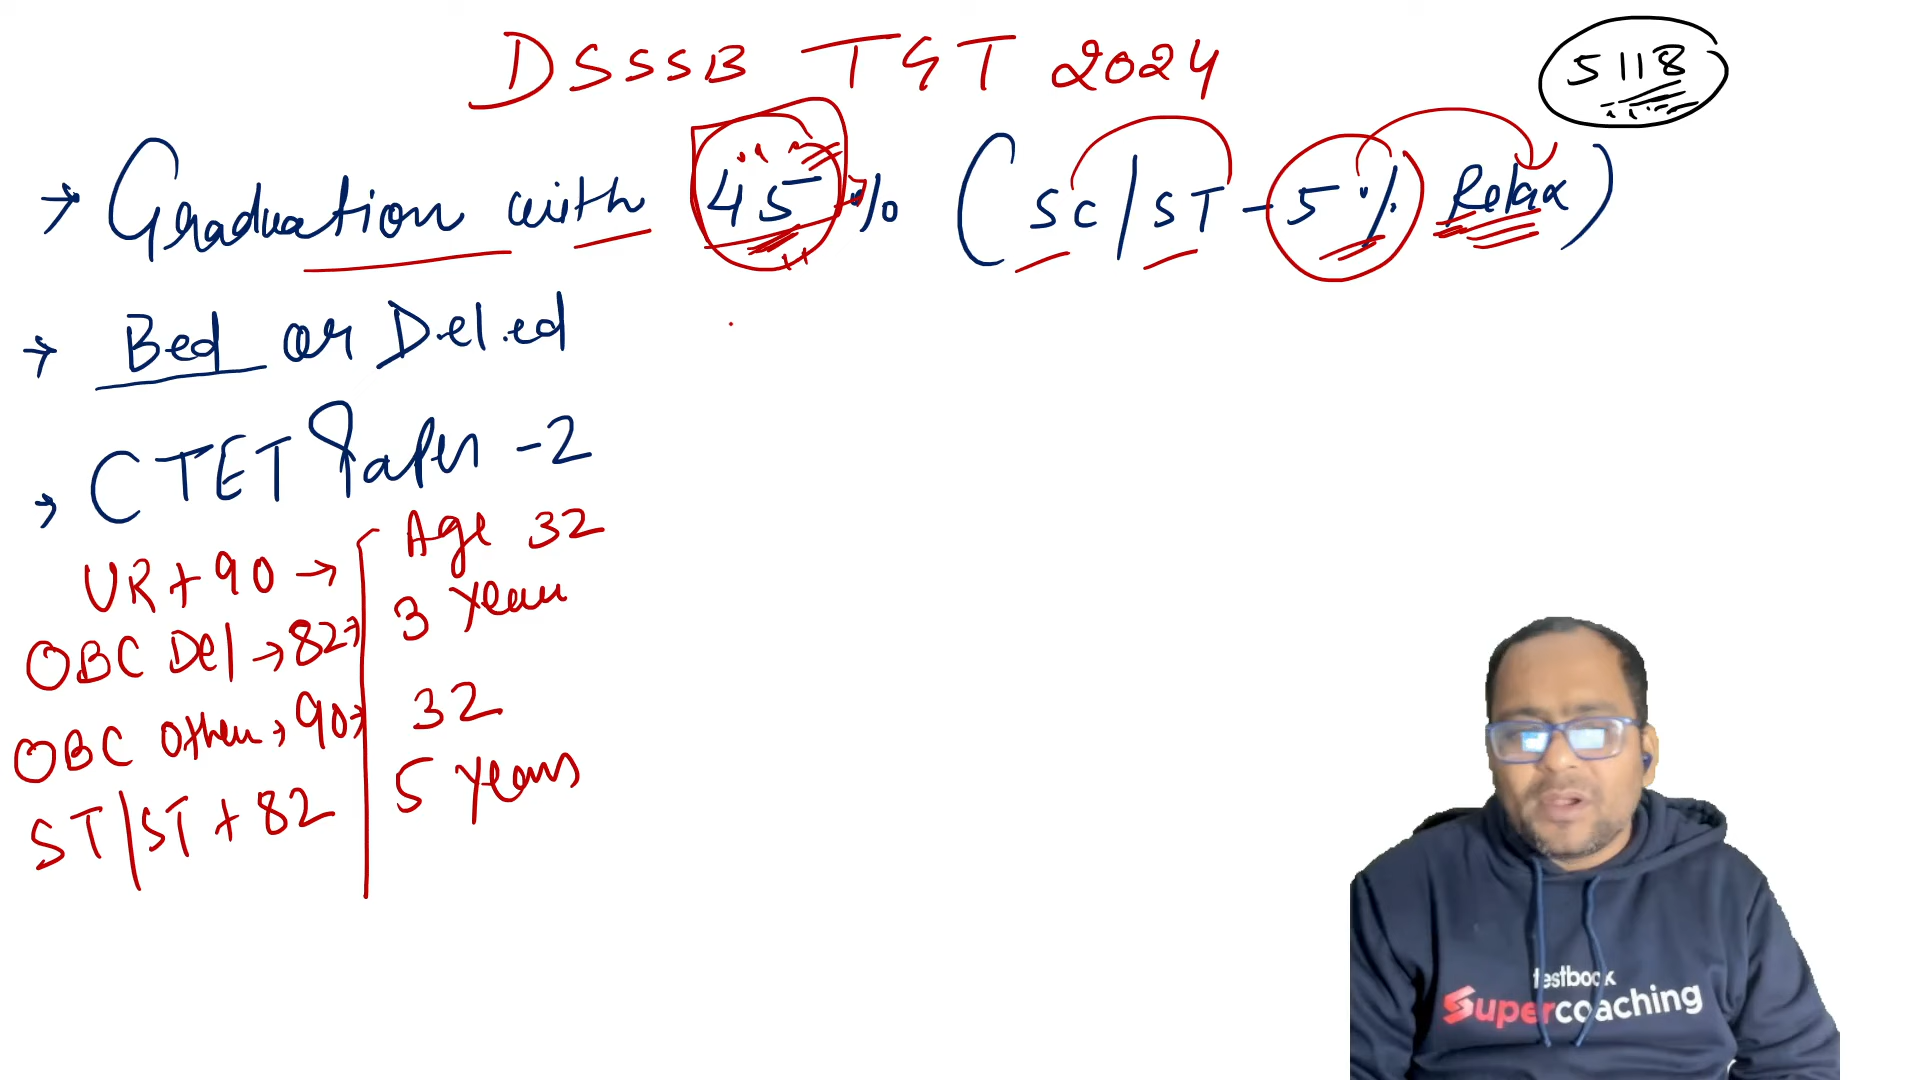 DSSSB TGT 2024
5118
→ Graduation with 45% (SC/ST - 5% Relax)
→ Bed or Del.ed
→ CTET Paper -2
UR + 90 → Age 32
OBC Del → 82 → 3 Years
OBC Other → 90 → 32
ST/ST + 82 5 Years
testbook
Supercoaching